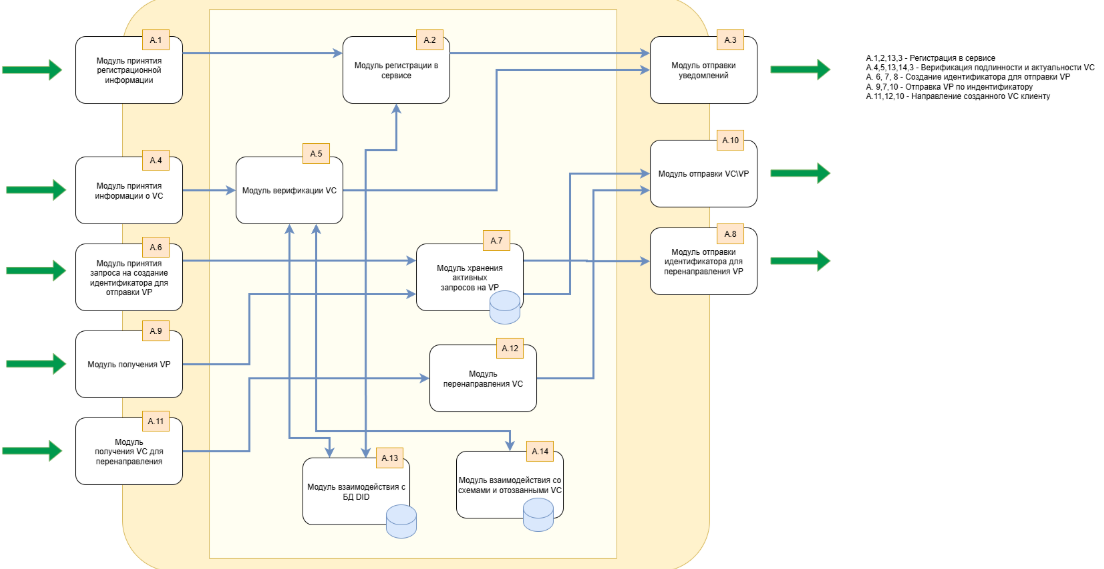 A.1
Модуль принятия
регистрационной
информации
A.2
Модуль регистрации в
сервисе
A.3
Модуль отправки
уведомлений
A.1,2,13,3 - Регистрация в сервисе
A.4,5,13,14,3 - Верификация подлинности и актуальности VC
A. 6, 7, 8 - Создание идентификатора для отправки VP
A. 9,7,10 - Отправка VP по индентификатору
A.11,12,10 - Направление созданного VC клиенту
A.4
Модуль принятия
информации о VC
A.5
Модуль верификации VC
A.10
Модуль отправки VC\VP
A.6
Модуль принятия
запроса на создание
идентификатора для
отправки VP
A.7
Модуль хранения
активных
запросов на VP
A.8
Модуль отправки
идентификатора для
перенаправления VP
A.9
Модуль получения VP
A.12
Модуль
перенаправления VC
A.11
Модуль
получения VC для
перенаправления
A.13
Модуль взаимодействия с
БД DID
A.14
Модуль взаимодействия со
схемами и отозванными VC